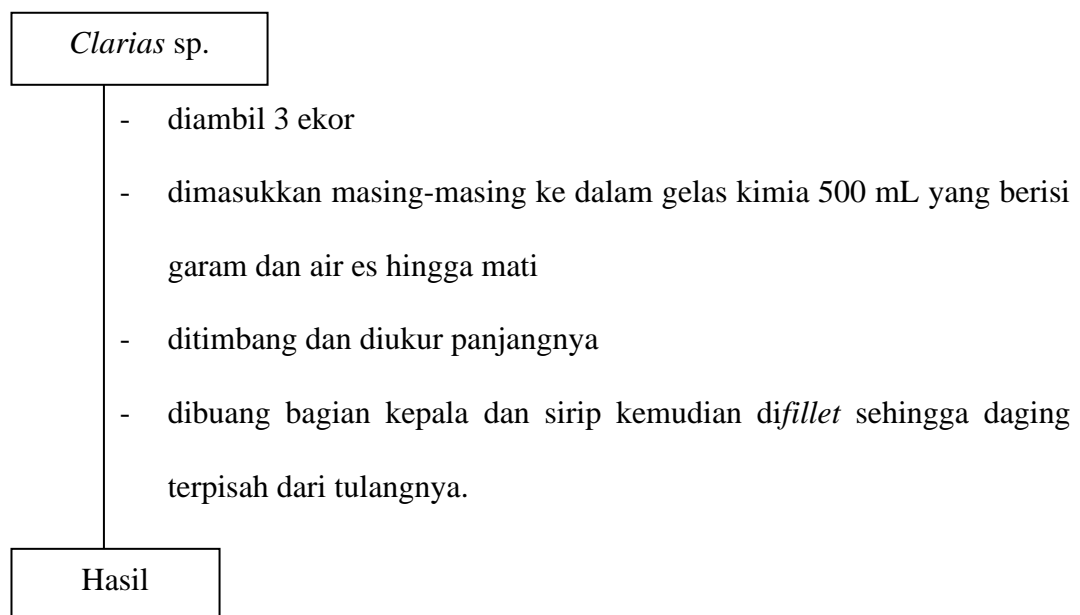 Clarias sp.
- diambil 3 ekor
- dimasukkan masing-masing ke dalam gelas kimia 500 mL yang berisi
garam dan air es hingga mati
- ditimbang dan diukur panjangnya
- dibuang bagian kepala dan sirip kemudian difillet sehingga daging
terpisah dari tulangnya.
Hasil